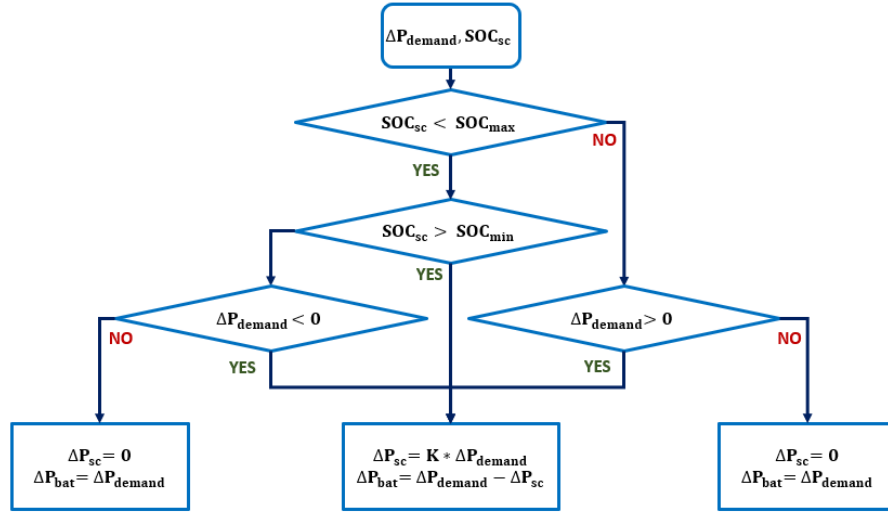 ΔP_demand, SOC_sc
SOC_sc < SOC_max
NO
YES
SOC_sc > SOC_min
YES
ΔP_demand < 0
ΔP_demand > 0
NO
YES
YES
NO
ΔP_sc = 0
ΔP_bat = ΔP_demand
ΔP_sc = K * ΔP_demand
ΔP_bat = ΔP_demand − ΔP_sc
ΔP_sc = 0
ΔP_bat = ΔP_demand